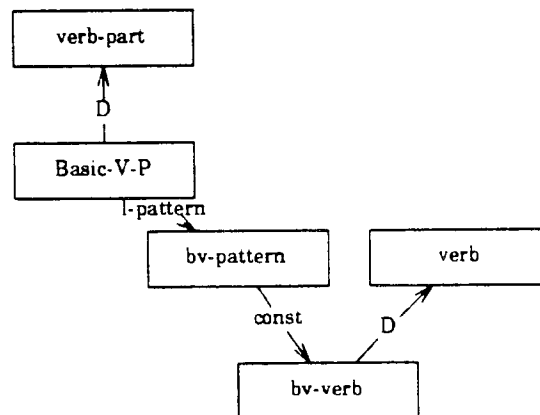 verb-part
D
Basic-V-P
l-pattern
bv-pattern
verb
const
D
bv-verb